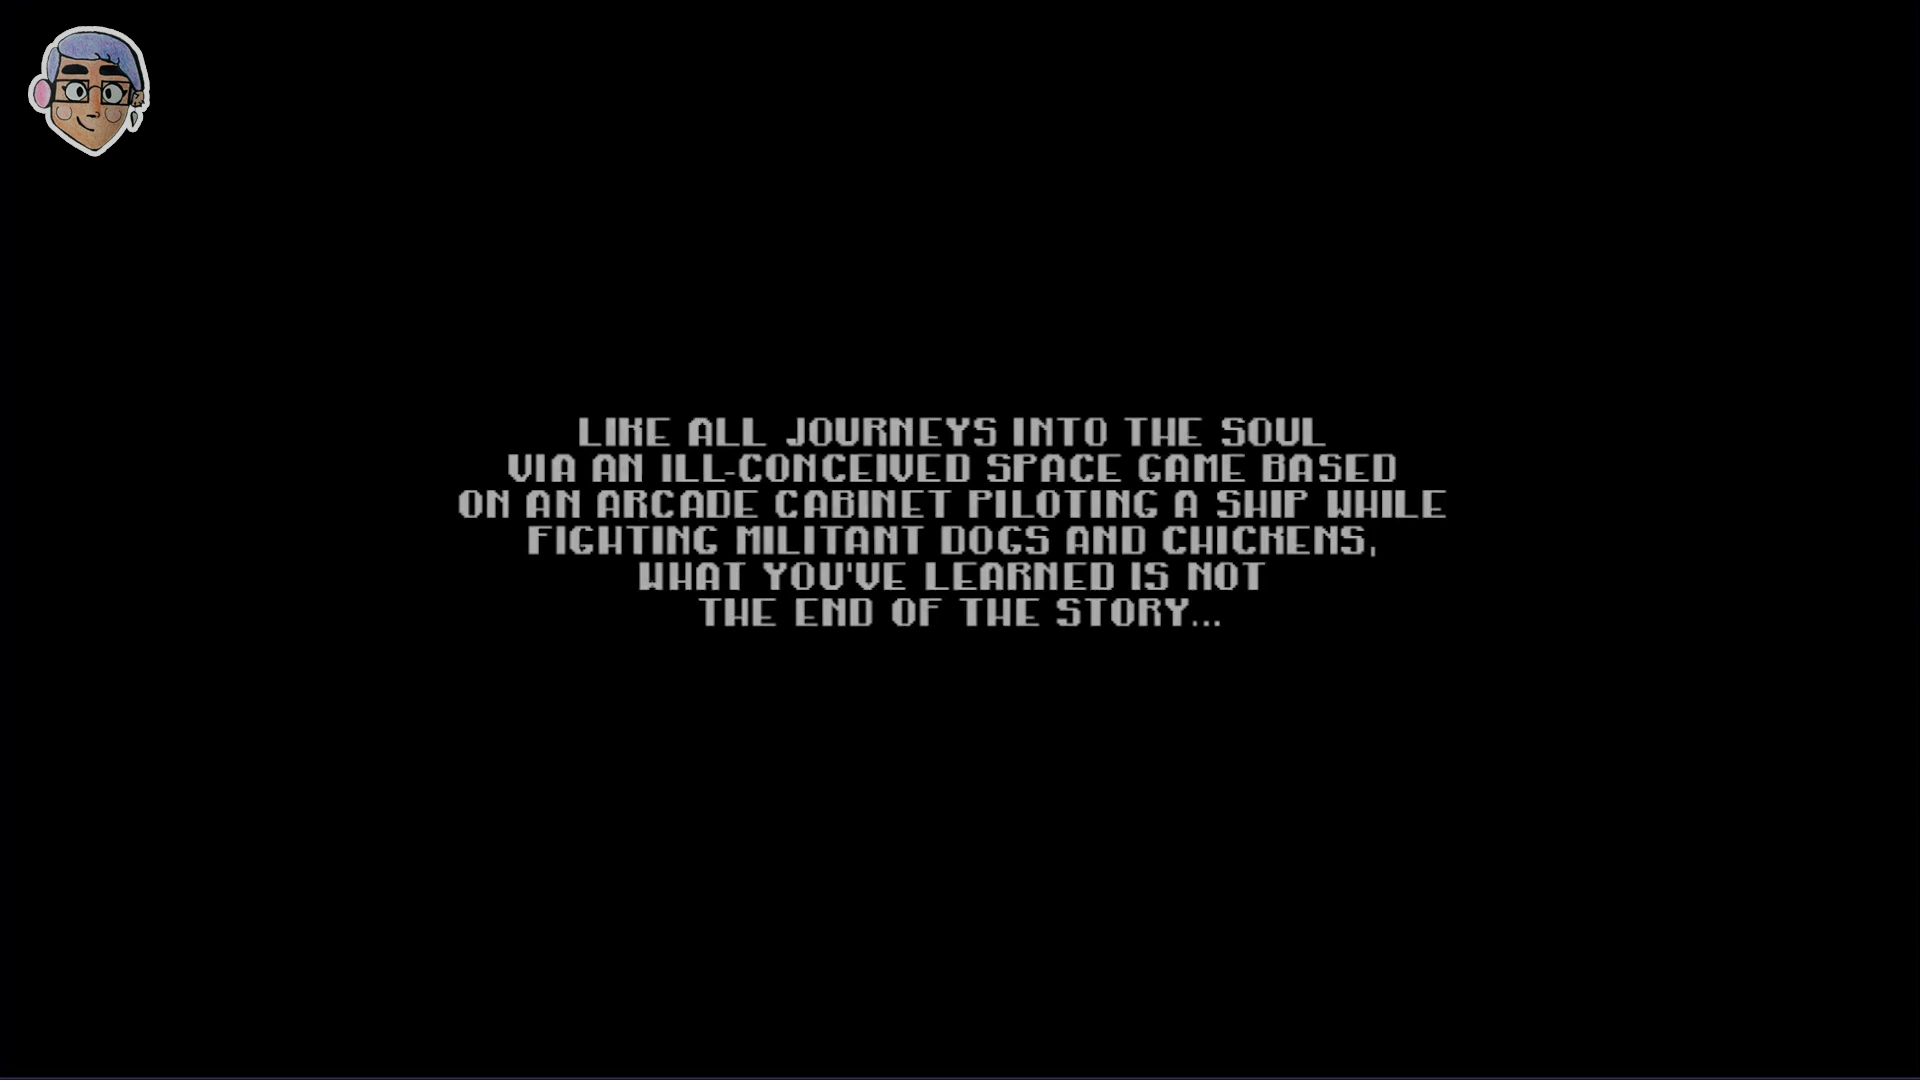 LIKE ALL JOURNEYS INTO THE SOUL
VIA AN ILL-CONCEIVED SPACE GAME BASED
ON AN ARCADE CABINET PILOTING A SHIP WHILE
FIGHTING MILITANT DOGS AND CHICKENS,
WHAT YOU'VE LEARNED IS NOT
THE END OF THE STORY...